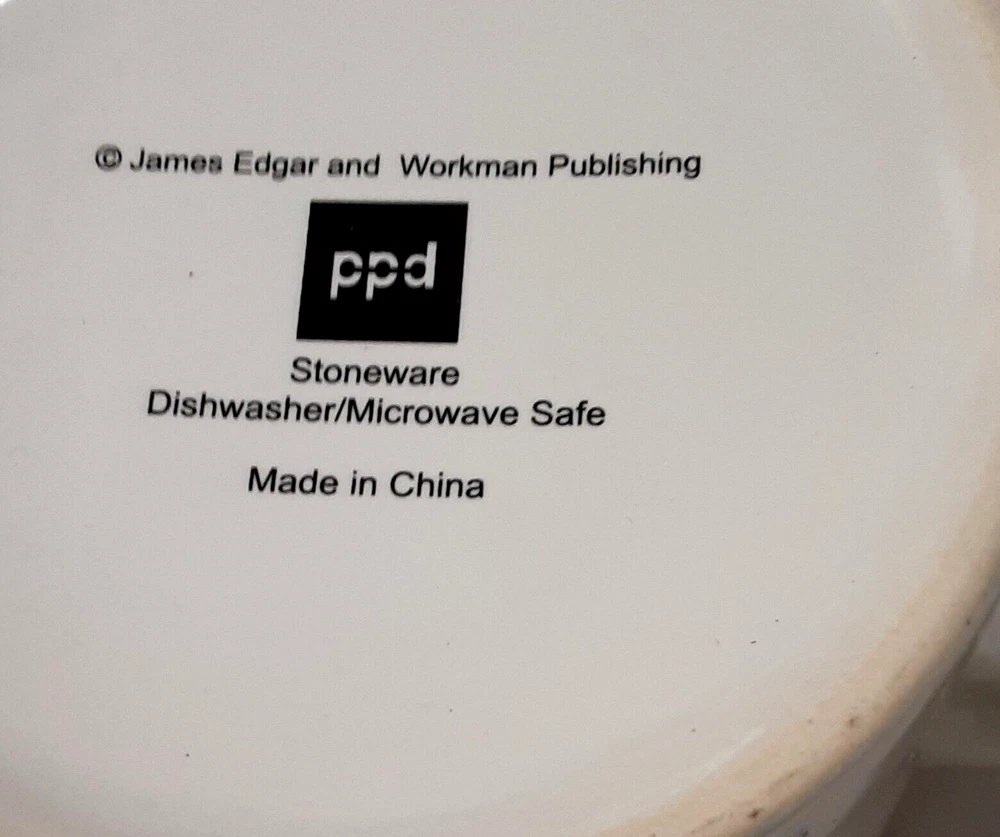 © James Edgar and Workman Publishing
ppd
Stoneware
Dishwasher/Microwave Safe
Made in China